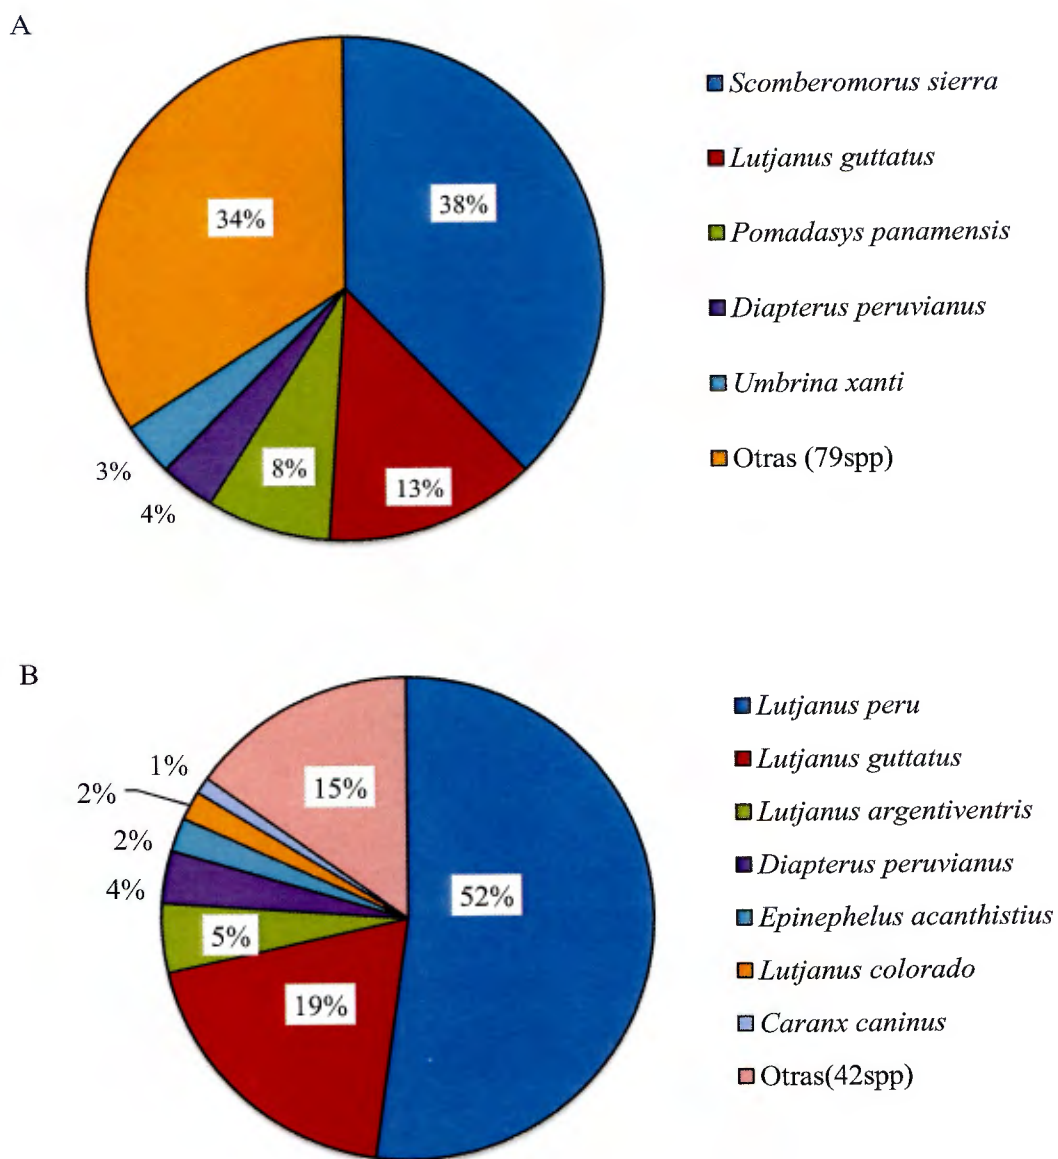 A
Scomberomorus sierra
Lutjanus guttatus
Pomadasys panamensis
Diapterus peruvianus
Umbrina xanti
Otras (79spp)
34%
38%
8%
13%
3%
4%
B
Lutjanus peru
Lutjanus guttatus
Lutjanus argentiventris
Diapterus peruvianus
Epinephelus acanthistius
Lutjanus colorado
Caranx caninus
Otras(42spp)
1%
2%
15%
2%
4%
52%
5%
19%